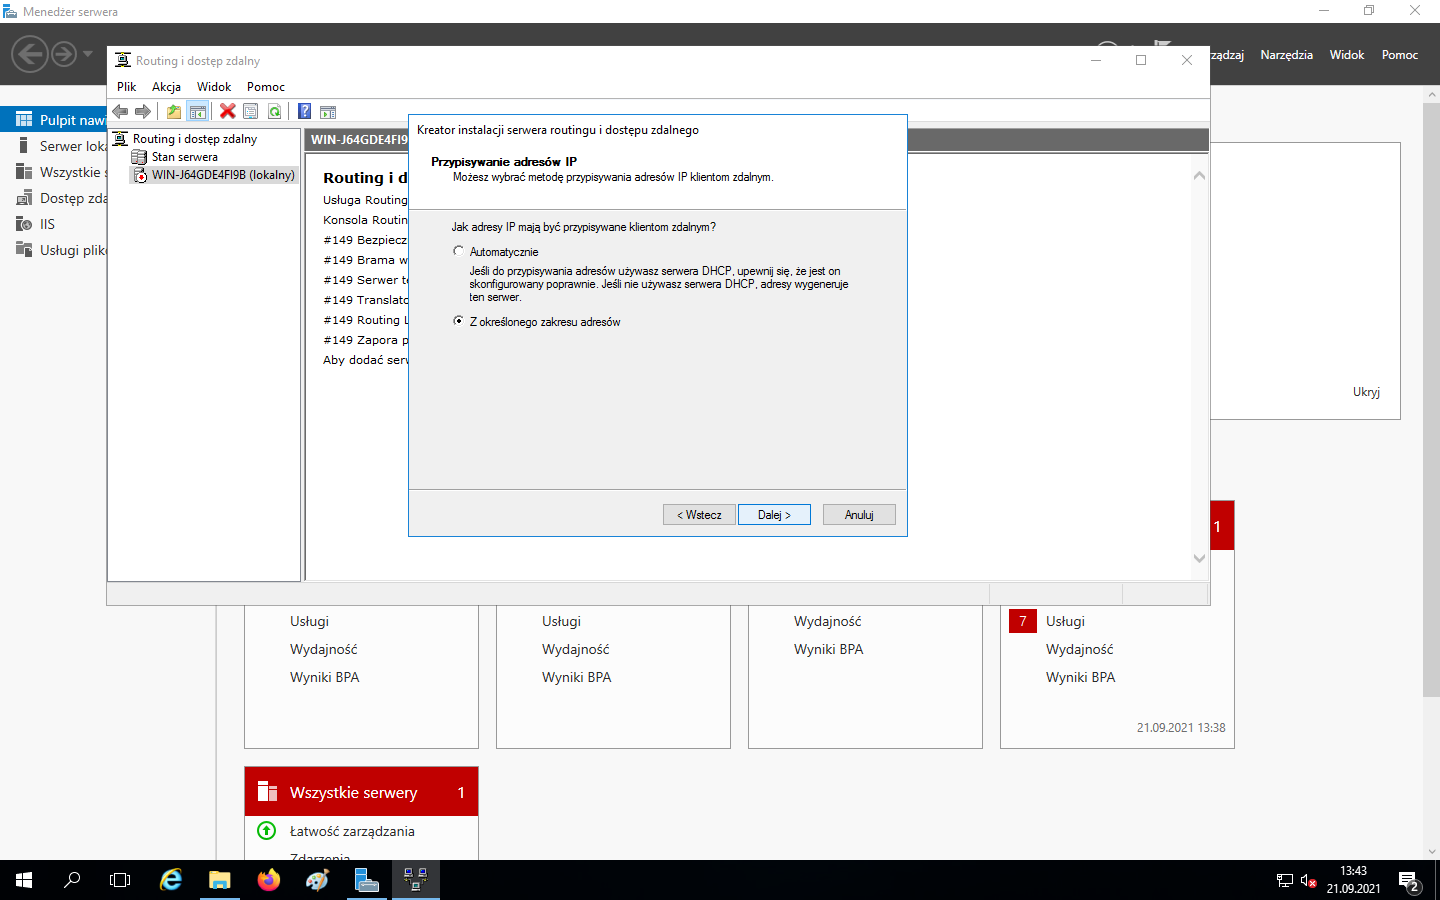 Menedżer serwera
Narzędzia
Widok
Pomoc
Routing i dostęp zdalny
Plik
Akcja
Widok
Pomoc
Pulpit
Serwer
Wszystkie
Dostęp
IIS
Usługi
Routing i dostęp zdalny
Stan serwera
WIN-J64GDE4FI9B (lokalny)
WIN-J64GDE4FI9
Routing i d
Usługa Routing
Konsola Routin
#149 Bezpiecz
#149 Brama w
#149 Serwer te
#149 Translato
#149 Routing L
#149 Zapora p
Aby dodać serw
Kreator instalacji serwera routingu i dostępu zdalnego
Przypisywanie adresów IP
Możesz wybrać metodę przypisywania adresów IP klientom zdalnym.
Jak adresy IP mają być przypisywane klientom zdalnym?
Automatycznie
Jeśli do przypisywania adresów używasz serwera DHCP, upewnij się, że jest on
skonfigurowany poprawnie. Jeśli nie używasz serwera DHCP, adresy wygeneruje
ten serwer.
Z określonego zakresu adresów
< Wstecz
Dalej >
Anuluj
Ukryj
1
Usługi
Wydajność
Wyniki BPA
Usługi
Wydajność
Wyniki BPA
Wydajność
Wyniki BPA
7
Usługi
Wydajność
Wyniki BPA
21.09.2021 13:38
Wszystkie serwery
1
Łatwość zarządzania
Zdarzenia
13:43
21.09.2021
2